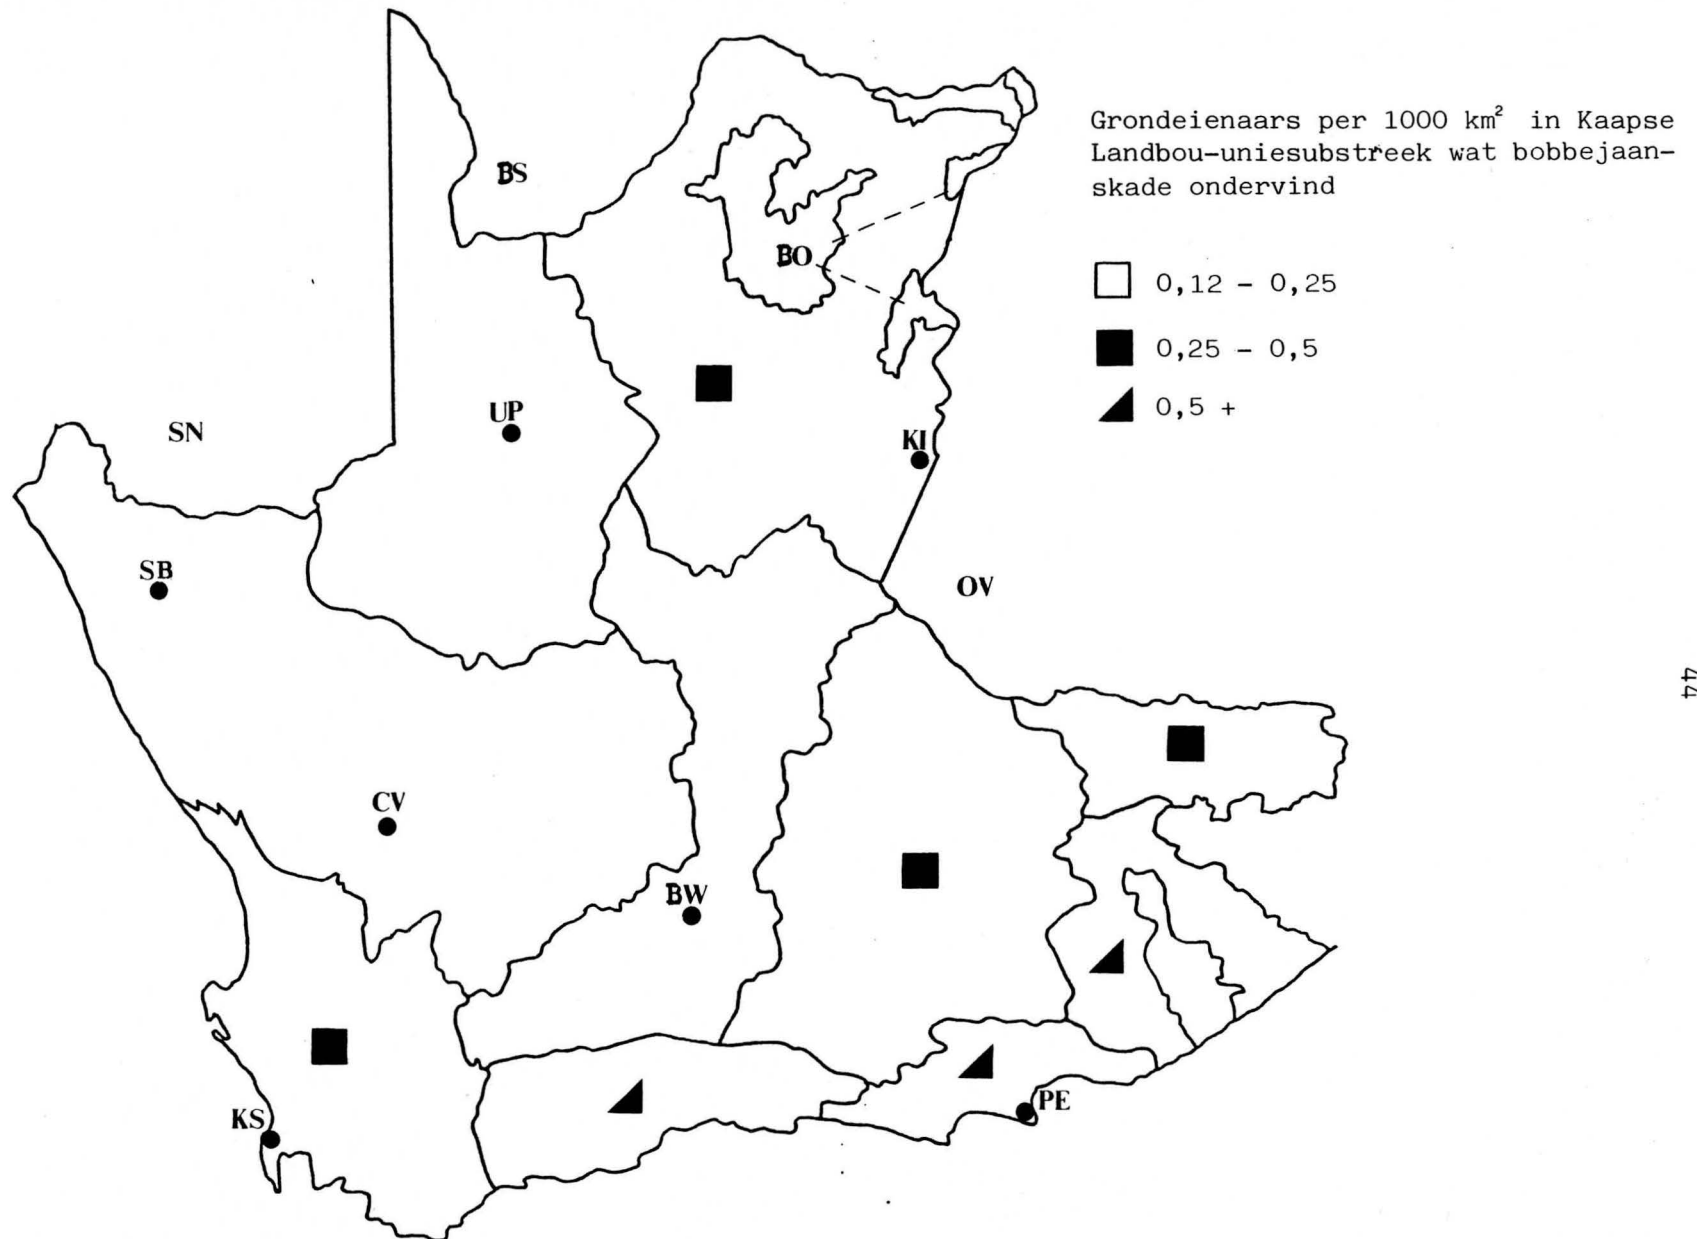 Grondeienaars per 1000 km² in Kaapse
Landbou-uniesubstreek wat bobbejaan-
skade ondervind
0,12 - 0,25
0,25 - 0,5
0,5 +
BS
BO
UP
SN
KI
SB
OV
CV
BW
KS
PE
44